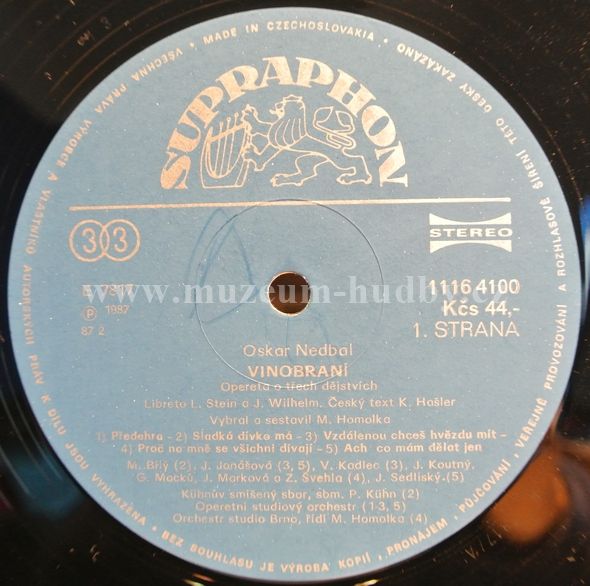 SUPRAPHON
33
STEREO
1116 4100
Ⓟ 1987
Kčs 44,-
87 2
1. STRANA
www.muzeum-hudby.cz
Oskar Nedbal
VINOBRANÍ
Opereta o třech dějstvích
Libreto L. Stein a J. Wilhelm. Český text K. Hašler
Vybral a sestavil M. Homolka
1) Předehra - 2) Sladká dívko má - 3) Vzdálenou chceš hvězdu mít -
4) Proč na mně se všichni dívají - 5) Ach co mám dělat jen
M. Bílý (2), J. Jonášová (3, 5), V. Kadlec (3), J. Koutný,
G. Macků, J. Marková a Z. Švehla (4), J. Sedliský (5)
Kühnův smíšený sbor, sbm. P. Kühn (2)
Operetní studiový orchestr (1-3, 5)
Orchestr studio Brno, řídí M. Homolka (4)
MADE IN CZECHOSLOVAKIA • VŠECHNA PRÁVA VÝROBCE A VLASTNÍKŮ AUTORSKÝCH PRÁV K DÍLU JSOU VYHRAZENA • BEZ SOUHLASU JE VÝROBA KOPIÍ, PRONÁJEM, PŮJČOVÁNÍ, VEŘEJNÉ PROVOZOVÁNÍ A ROZHLASOVÉ ŠÍŘENÍ TÉTO DESKY ZAKÁZÁNO